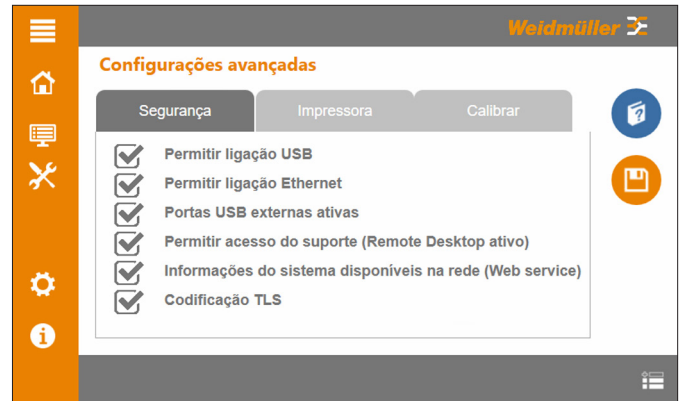 Weidmüller
Configurações avançadas
Segurança Impressora Calibrar
Permitir ligação USB
Permitir ligação Ethernet
Portas USB externas ativas
Permitir acesso do suporte (Remote Desktop ativo)
Informações do sistema disponíveis na rede (Web service)
Codificação TLS